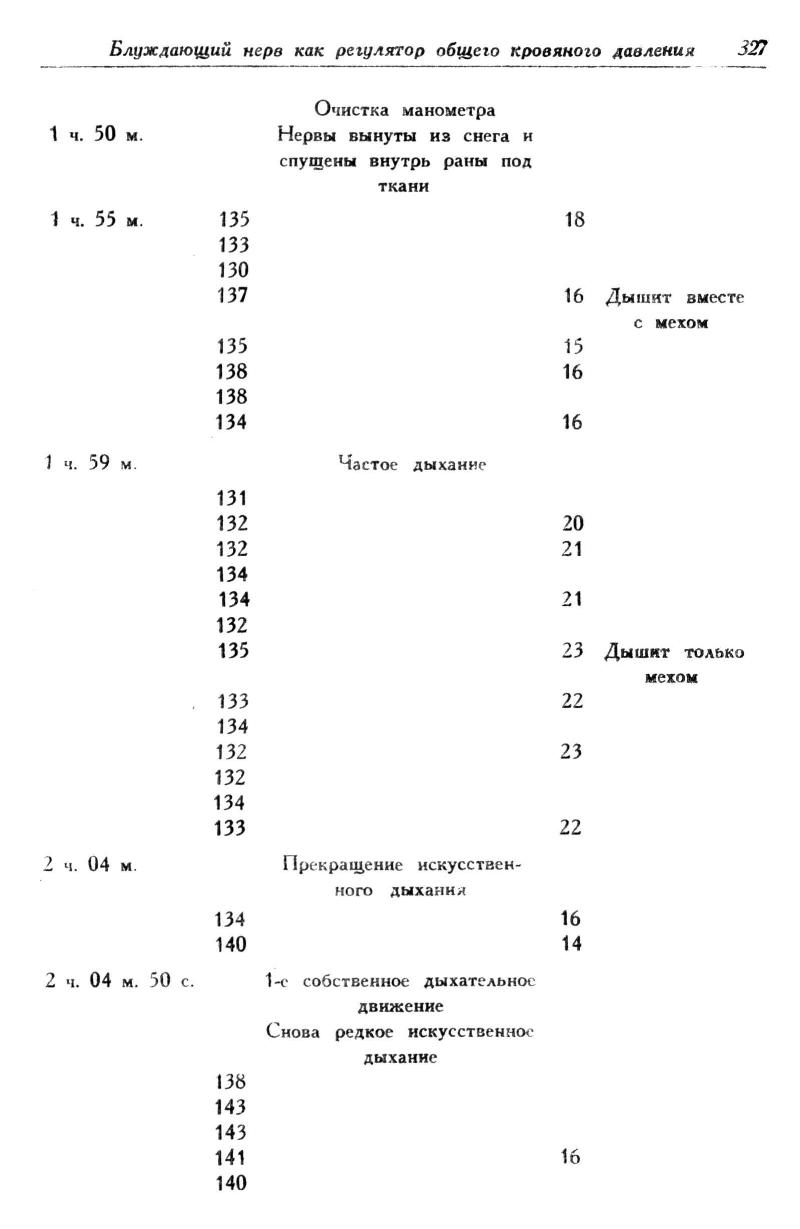 Блуждающий нерв как регулятор общего кровяного давления 327
Очистка манометра
1 ч. 50 м. Нервы вынуты из снега и
спущены внутрь раны под
ткани
1 ч. 55 м. 135 18
133
130
137 16 Дышит вместе
с мехом
135 15
138 16
138
134 16
1 ч. 59 м. Частое дыхание
131
132 20
132 21
134
134 21
132
135 23 Дышит только
мехом
133 22
134
132 23
132
134
133 22
2 ч. 04 м. Прекращение искусствен-
ного дыхания
134 16
140 14
2 ч. 04 м. 50 с. 1-е собственное дыхательное
движение
Снова редкое искусственное
дыхание
138
143
143
141 16
140